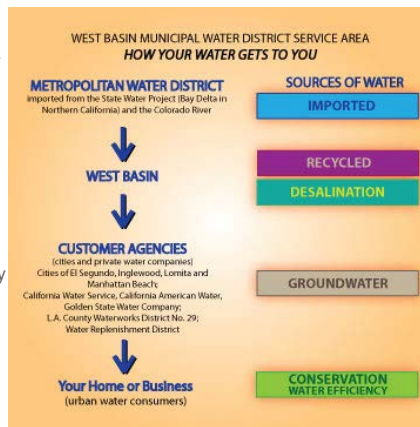 WEST BASIN MUNICIPAL WATER DISTRICT SERVICE AREA
HOW YOUR WATER GETS TO YOU
METROPOLITAN WATER DISTRICT
imported from the State Water Project (Bay Delta in
Northern California) and the Colorado River
WEST BASIN
CUSTOMER AGENCIES
(cities and private water companies)
Cities of El Segundo, Inglewood, Lomita and
Manhattan Beach;
California Water Service, California American Water,
Golden State Water Company;
L.A. County Waterworks District No. 29;
Water Replenishment District
Your Home or Business
(urban water consumers)
SOURCES OF WATER
IMPORTED
RECYCLED
DESALINATION
GROUNDWATER
CONSERVATION
WATER EFFICIENCY